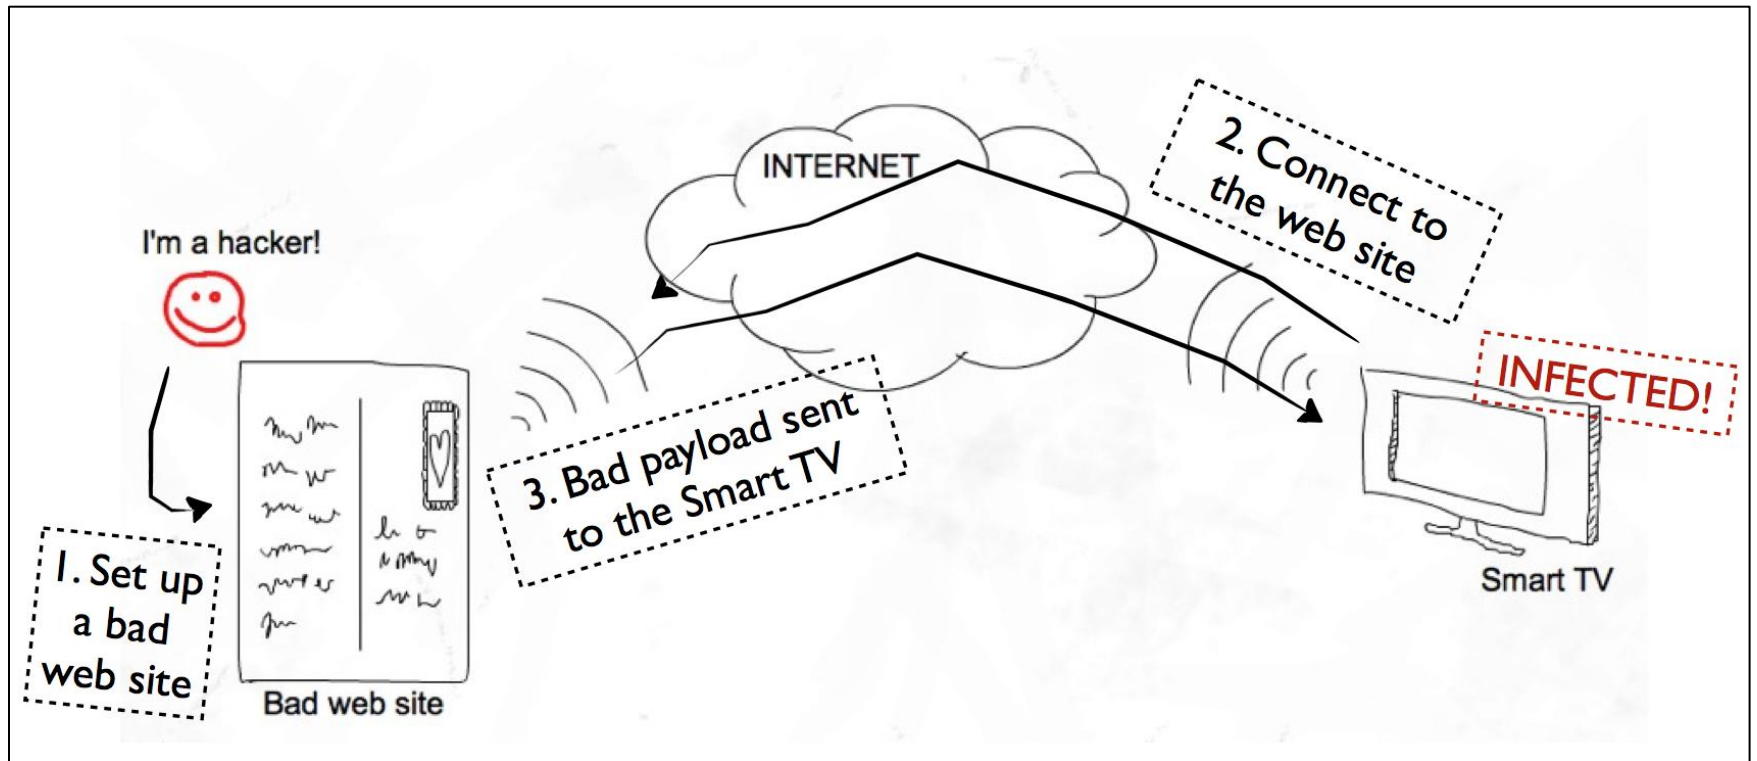 INTERNET
2. Connect to
the web site
I'm a hacker!
INFECTED!
3. Bad payload sent
to the Smart TV
1. Set up
a bad
web site
Smart TV
Bad web site